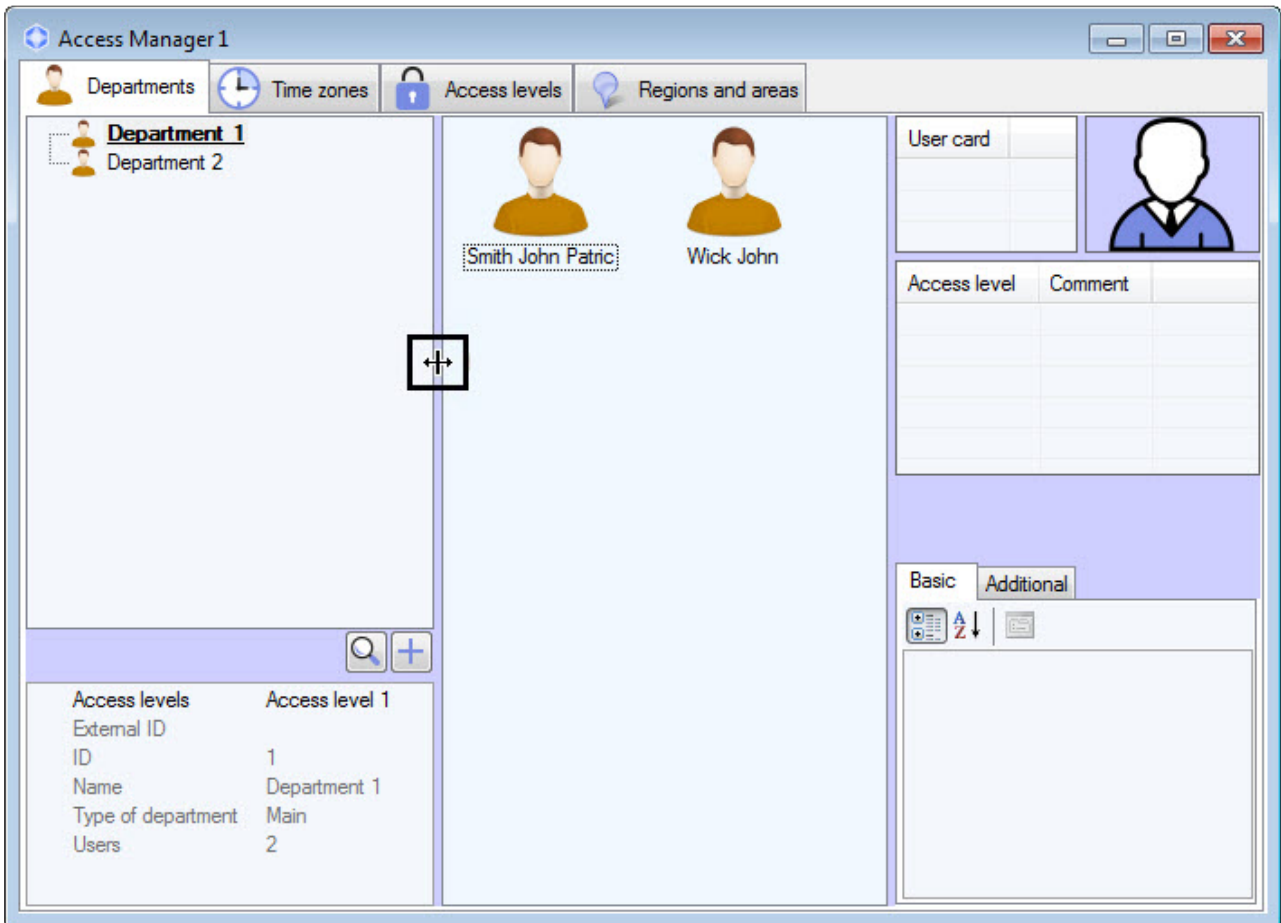 Access Manager 1
Departments Time zones Access levels Regions and areas
Department 1
Department 2
Smith John Patric Wick John
User card
Access level Comment
Basic Additional
A
Z
Access levels Access level 1
External ID
ID 1
Name Department 1
Type of department Main
Users 2